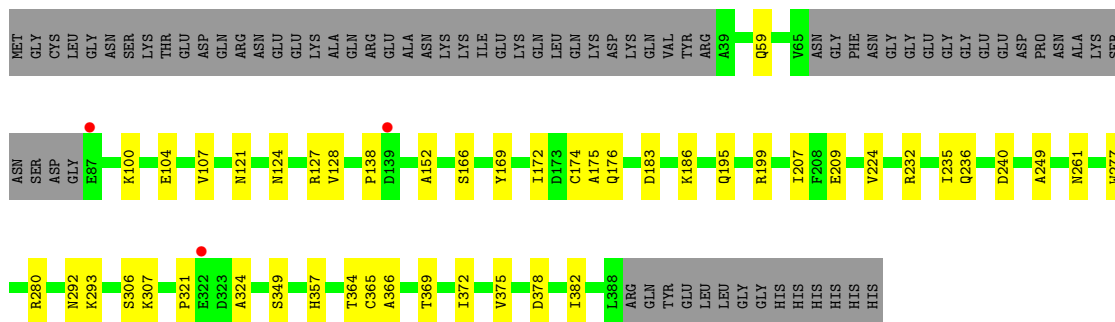 MET GLY CYS LEU GLY ASN SER LYS THR GLU ASP GLN ARG ASN GLU GLU LYS ALA GLN ARG GLU ALA ASN LYS LYS ILE GLU LYS GLN LEU GLN LYS ASP LYS GLN VAL TYR ARG A39 Q59 V65 ASN GLY PHE ASN GLY GLY GLU GLY GLY GLU GLU ASP PRO ASN ALA LYS SER
ASN SER ASP GLY E87 K100 E104 V107 N121 N124 R127 V128 P138 D139 A152 S166 Y169 I172 D173 C174 A175 Q176 D183 K186 Q195 R199 I207 F208 E209 V224 R232 I235 Q236 D240 A249 N261 W277
R280 N292 K293 S306 K307 P321 E322 D323 A324 S349 H357 T364 C365 A366 T369 I372 V375 D378 I382 L388 ARG GLN TYR GLU LEU LEU GLY GLY HIS HIS HIS HIS HIS HIS